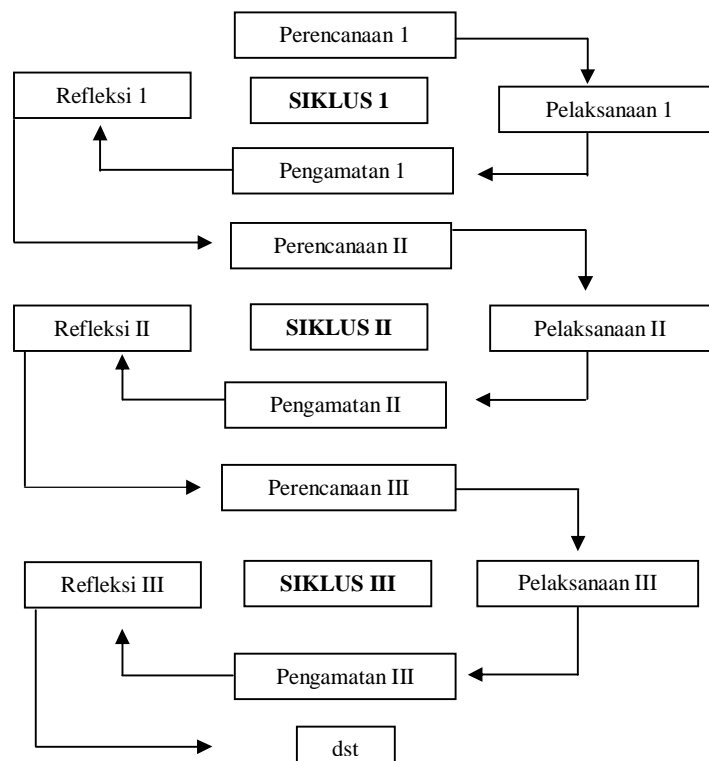 Perencanaan 1
Refleksi 1
SIKLUS 1
Pelaksanaan 1
Pengamatan 1
Perencanaan II
Refleksi II
SIKLUS II
Pelaksanaan II
Pengamatan II
Perencanaan III
Refleksi III
SIKLUS III
Pelaksanaan III
Pengamatan III
dst